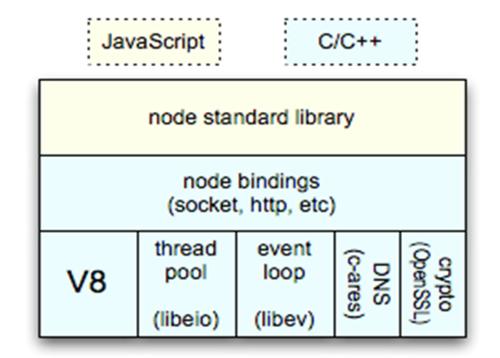 JavaScript
C/C++
node standard library
node bindings
(socket, http, etc)
V8
thread
pool
(libeio)
event
loop
(libev)
DNS
(c-ares)
crypto
(OpenSSL)